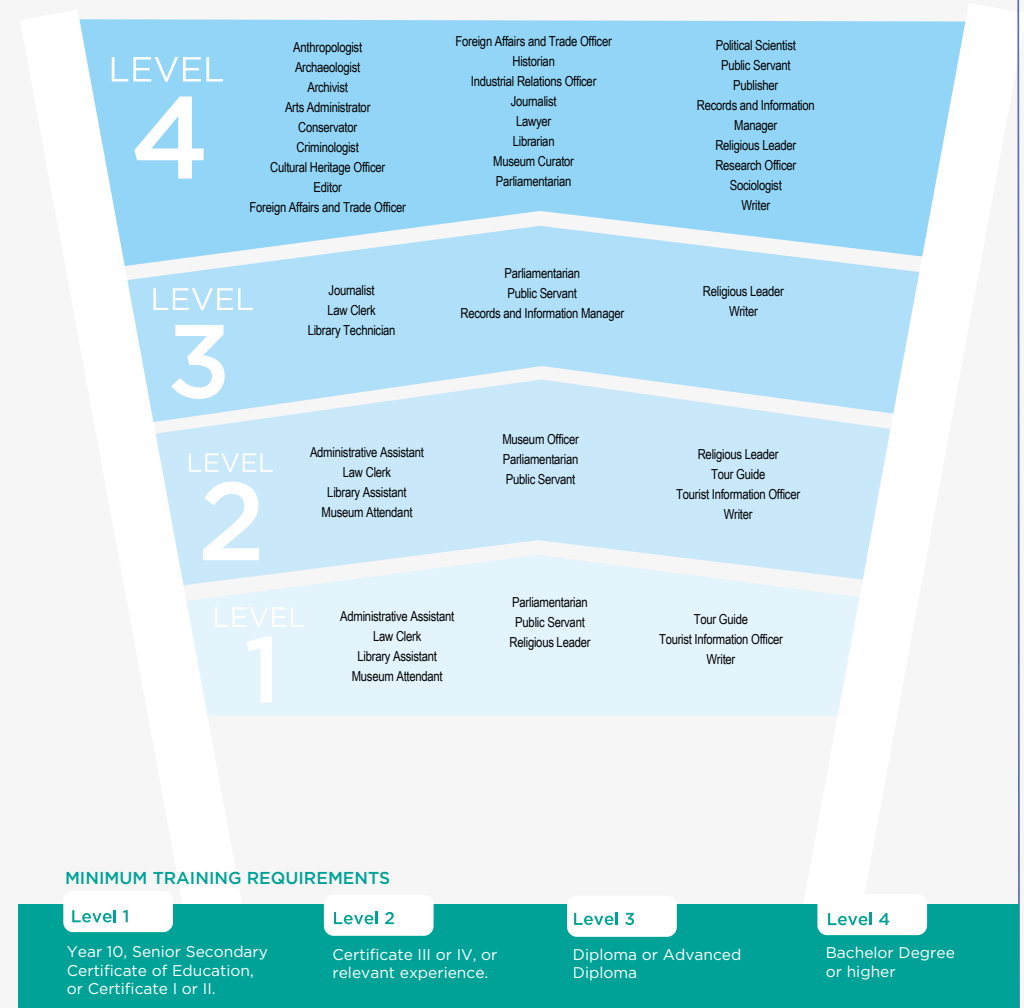 LEVEL
4
Anthropologist
Archaeologist
Archivist
Arts Administrator
Conservator
Criminologist
Cultural Heritage Officer
Editor
Foreign Affairs and Trade Officer
Foreign Affairs and Trade Officer
Historian
Industrial Relations Officer
Journalist
Lawyer
Librarian
Museum Curator
Parliamentarian
Political Scientist
Public Servant
Publisher
Records and Information
Manager
Religious Leader
Research Officer
Sociologist
Writer
LEVEL
3
Journalist
Law Clerk
Library Technician
Parliamentarian
Public Servant
Records and Information Manager
Religious Leader
Writer
LEVEL
2
Administrative Assistant
Law Clerk
Library Assistant
Museum Attendant
Museum Officer
Parliamentarian
Public Servant
Religious Leader
Tour Guide
Tourist Information Officer
Writer
LEVEL
1
Administrative Assistant
Law Clerk
Library Assistant
Museum Attendant
Parliamentarian
Public Servant
Religious Leader
Tour Guide
Tourist Information Officer
Writer
MINIMUM TRAINING REQUIREMENTS
Level 1
Year 10, Senior Secondary
Certificate of Education,
or Certificate I or II.
Level 2
Certificate III or IV, or
relevant experience.
Level 3
Diploma or Advanced
Diploma
Level 4
Bachelor Degree
or higher